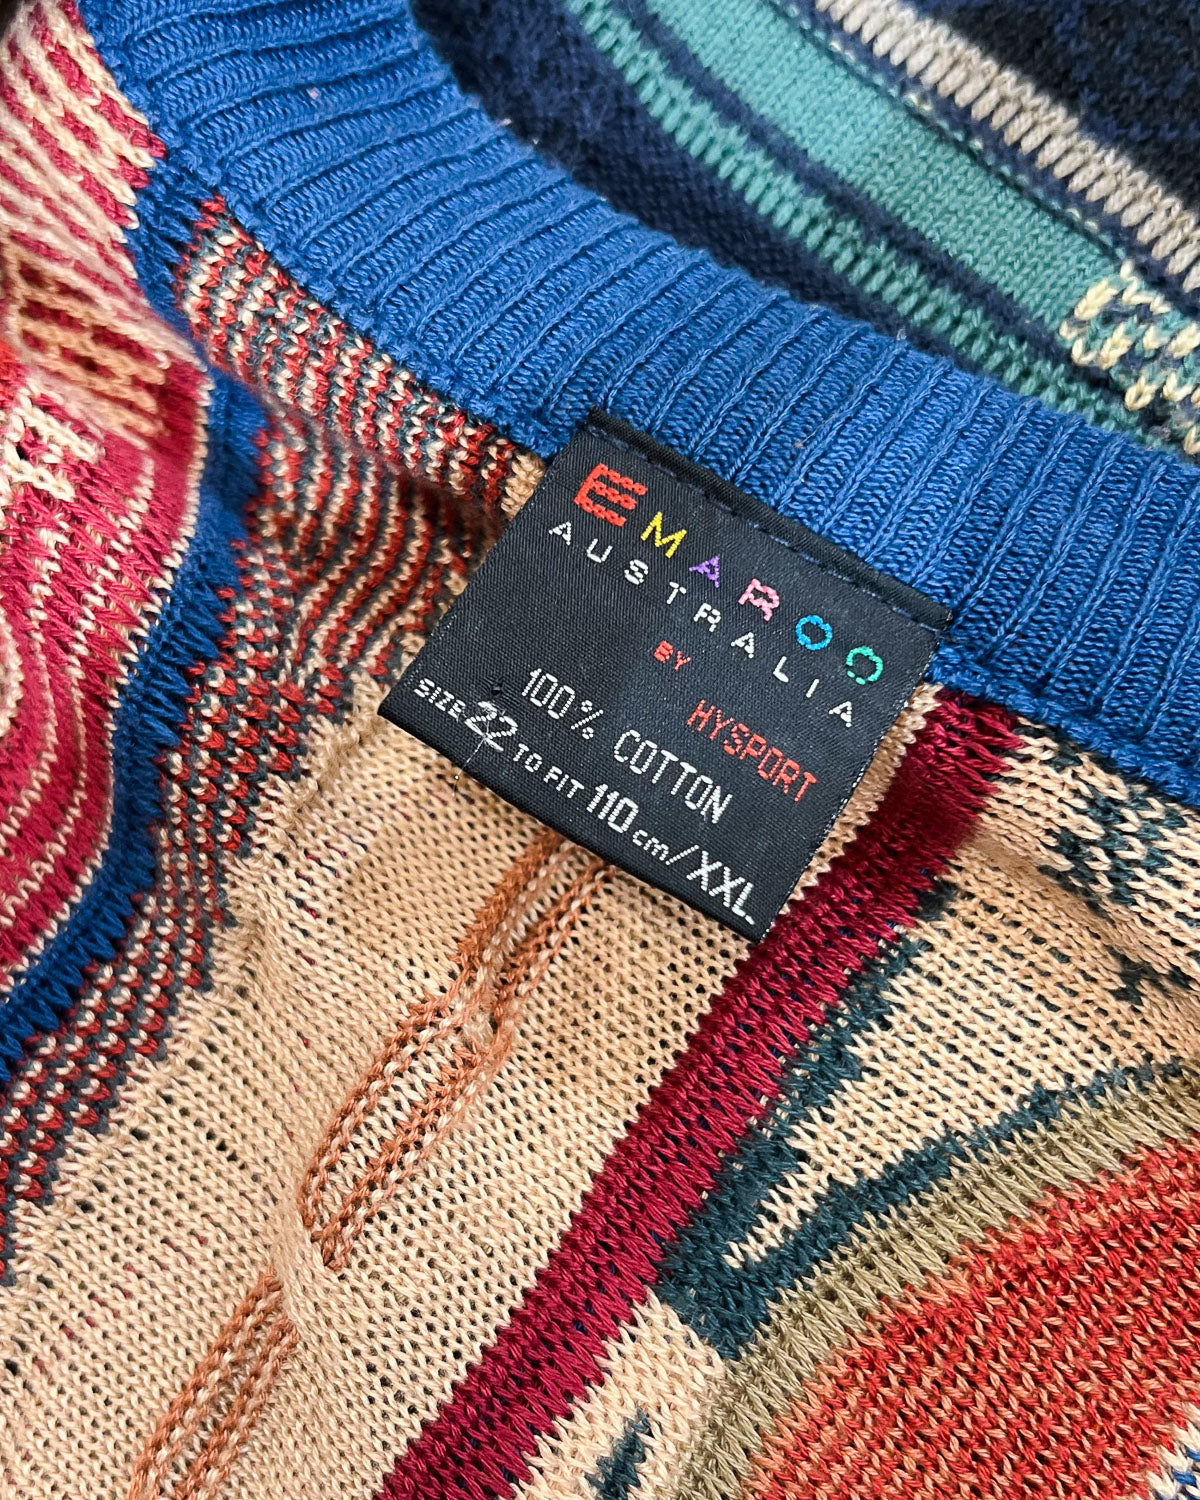 EMAROO
AUSTRALIA
BY
HYSPORT
100% COTTON
SIZE 22 TO FIT 110cm/XXL